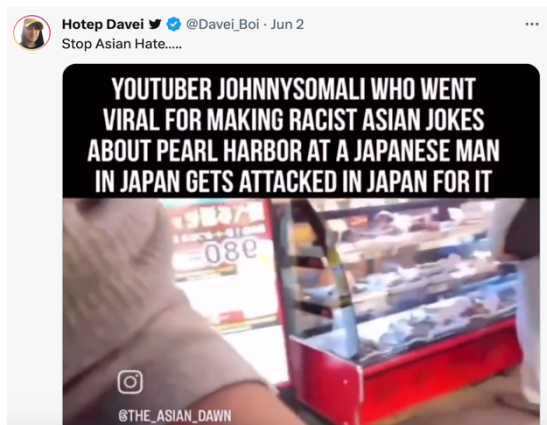 Hotep Davei @Davei_Boi · Jun 2
Stop Asian Hate.....
YOUTUBER JOHNNYSOMALI WHO WENT
VIRAL FOR MAKING RACIST ASIAN JOKES
ABOUT PEARL HARBOR AT A JAPANESE MAN
IN JAPAN GETS ATTACKED IN JAPAN FOR IT
980
@THE_ASIAN_DAWN